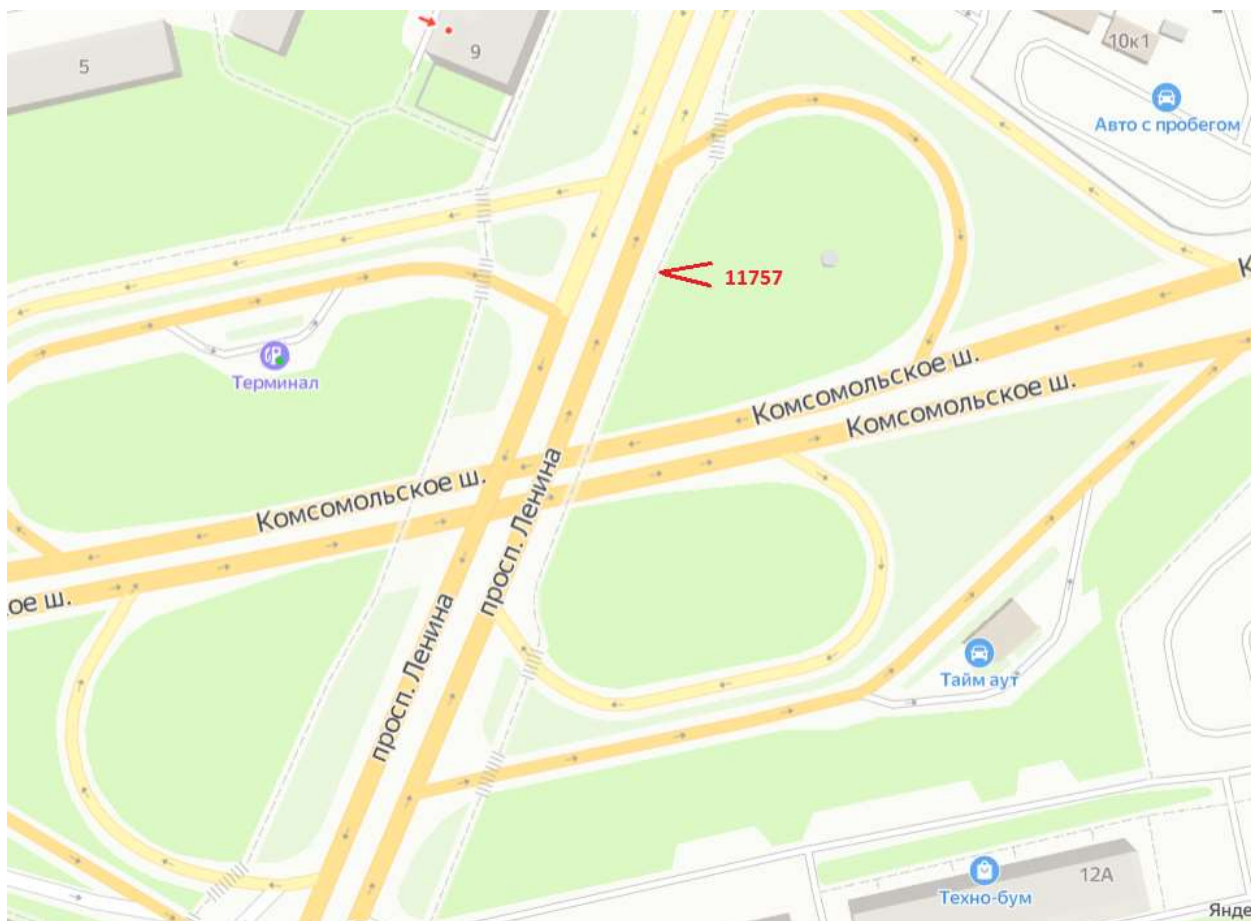 5
9
10к1
Авто с пробегом
11757
К
Терминал
Комсомольское ш.
Комсомольское ш.
Комсомольское ш.
просп. Ленина
ое ш.
просп. Ленина
Тайм аут
Техно-бум
12А
Янде